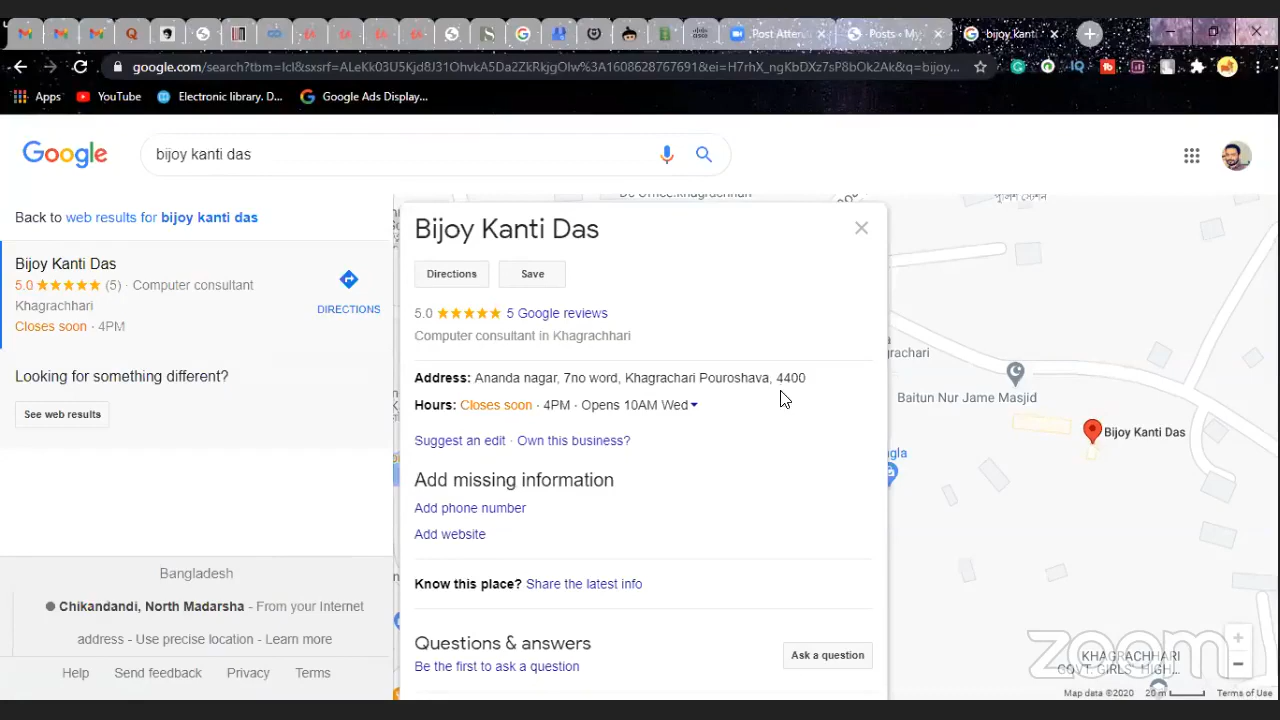 Post Atten
Posts - My
bijoy kant
google.com/search?tbm=lcl&sxsrf=ALeKk03U5Kjd8J31OhvkA5Da2ZkRkjgOlw%3A1608628767691&ei=H7rhX_ngKbDXz7sP8bOk2Ak&q=bijoy...
Apps
YouTube
Electronic library. D...
Google Ads Display...
Google
bijoy kanti das
Back to web results for bijoy kanti das
Bijoy Kanti Das
5.0 ★★★★★ (5) · Computer consultant
Khagrachhari
Closes soon · 4PM
DIRECTIONS
Looking for something different?
See web results
Bangladesh
Chikandandi, North Madarsha - From your Internet
address - Use precise location - Learn more
Help Send feedback Privacy Terms
Bijoy Kanti Das
Directions
Save
5.0 ★★★★★ 5 Google reviews
Computer consultant in Khagrachhari
Address: Ananda nagar, 7no word, Khagrachari Pouroshava, 4400
Hours: Closes soon · 4PM · Opens 10AM Wed
Suggest an edit · Own this business?
Add missing information
Add phone number
Add website
Know this place? Share the latest info
Questions & answers
Be the first to ask a question
Ask a question
Baitun Nur Jame Masjid
Bijoy Kanti Das
KHAGRACHHARI
GOVT. GIRLS' HIGH...
zoom
Map data ©2020
20 m
Terms of Use